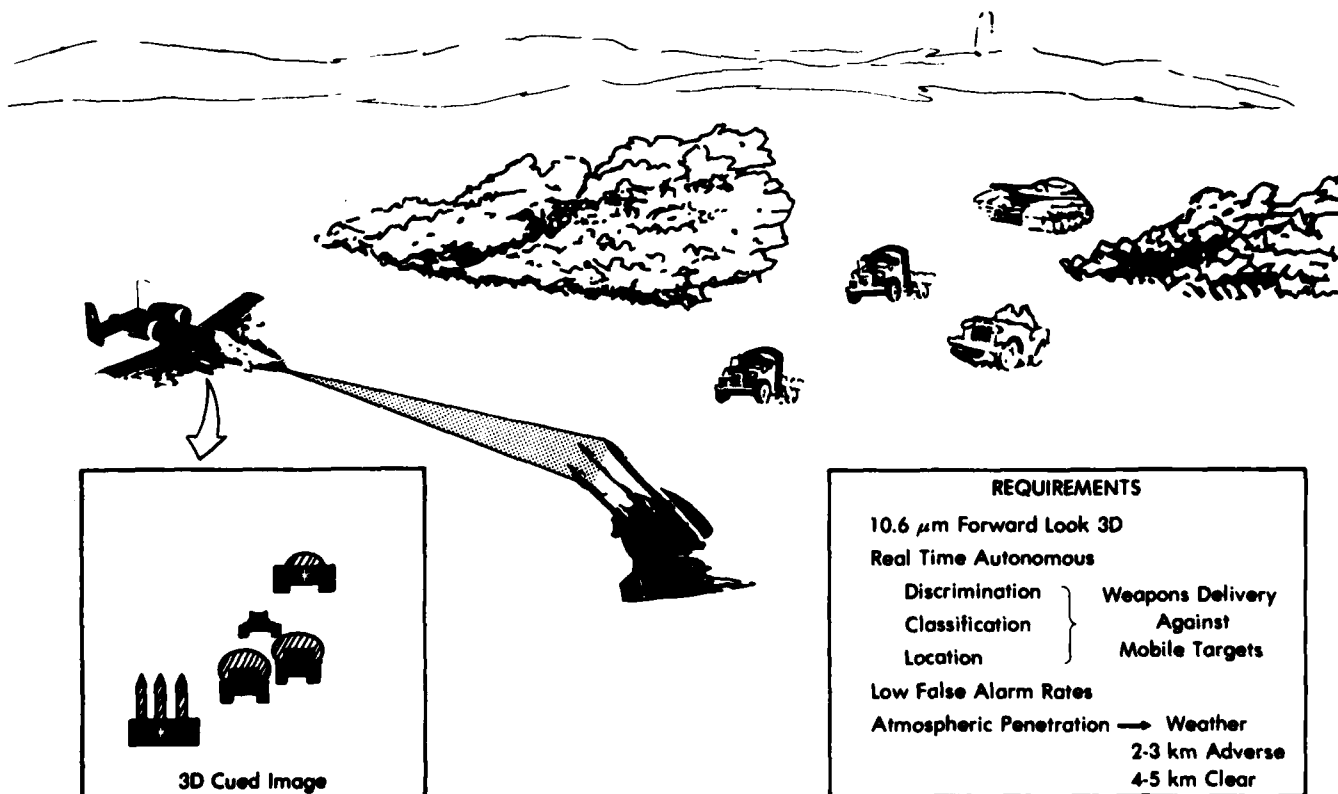 3D Cued Image
REQUIREMENTS
10.6 μm Forward Look 3D
Real Time Autonomous
Discrimination
Classification
Location
Weapons Delivery
Against
Mobile Targets
Low False Alarm Rates
Atmospheric Penetration → Weather
2-3 km Adverse
4-5 km Clear